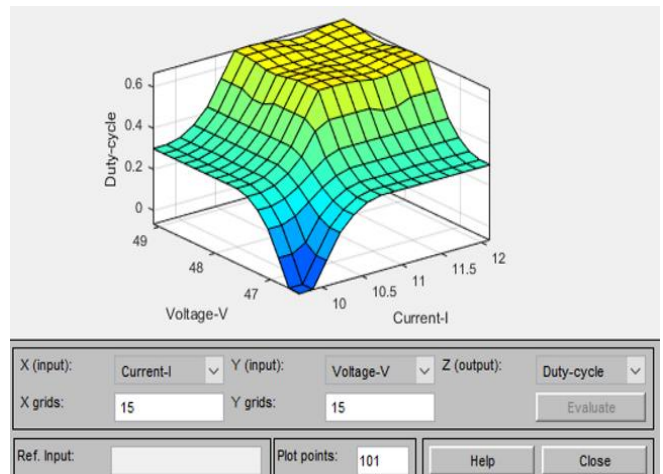 0.6
0.4
0.2
0
Duty-cycle
49
48
47
Voltage-V
10
10.5
11
11.5
12
Current-I
X (input): Current-I Y (input): Voltage-V Z (output): Duty-cycle
X grids: 15 Y grids: 15 Evaluate
Ref. Input: Plot points: 101 Help Close